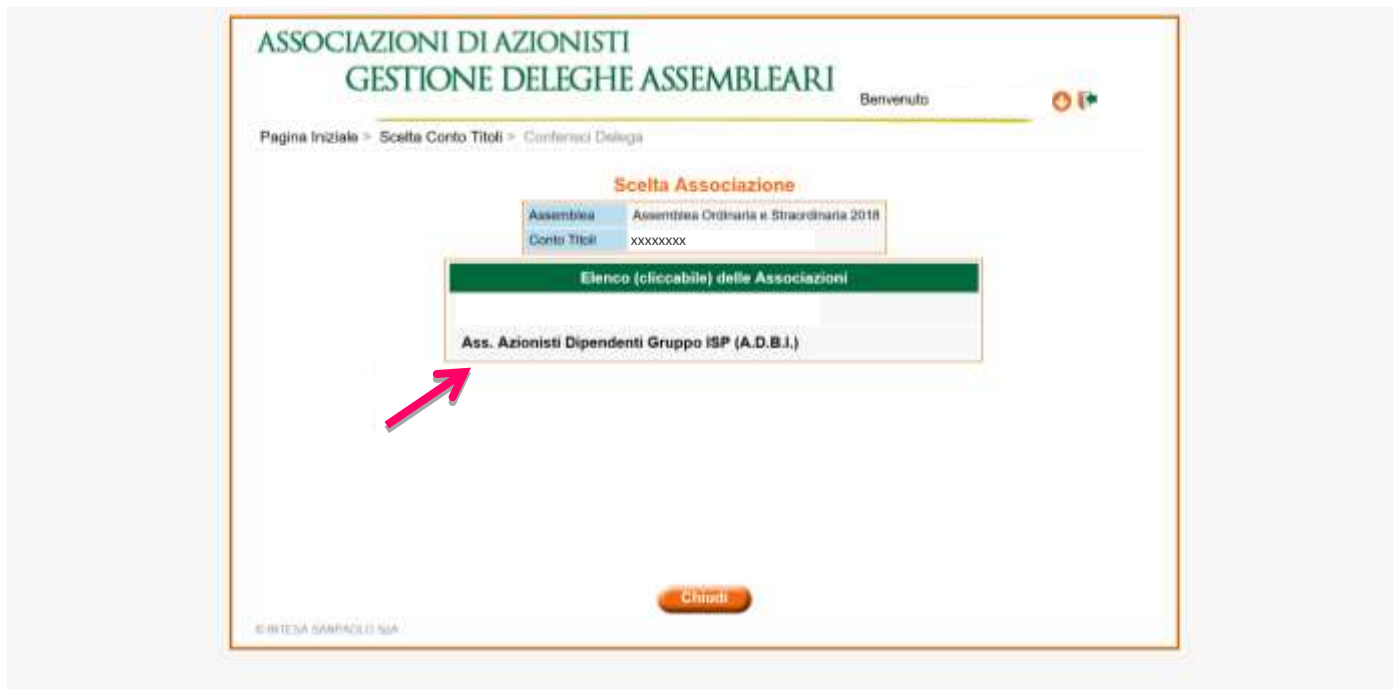 ASSOCIAZIONI DI AZIONISTI
GESTIONE DELEGHE ASSEMBLEARI
Benvenuto
Pagina Iniziale > Scelta Conto Titoli > Conferisci Delega
Scelta Associazione
Assemblea Assemblea Ordinaria e Straordinaria 2018
Conto Titoli xxxxxxxx
Elenco (cliccabile) delle Associazioni
Ass. Azionisti Dipendenti Gruppo ISP (A.D.B.I.)
Chiudi
© INTESA SANPAOLO SpA